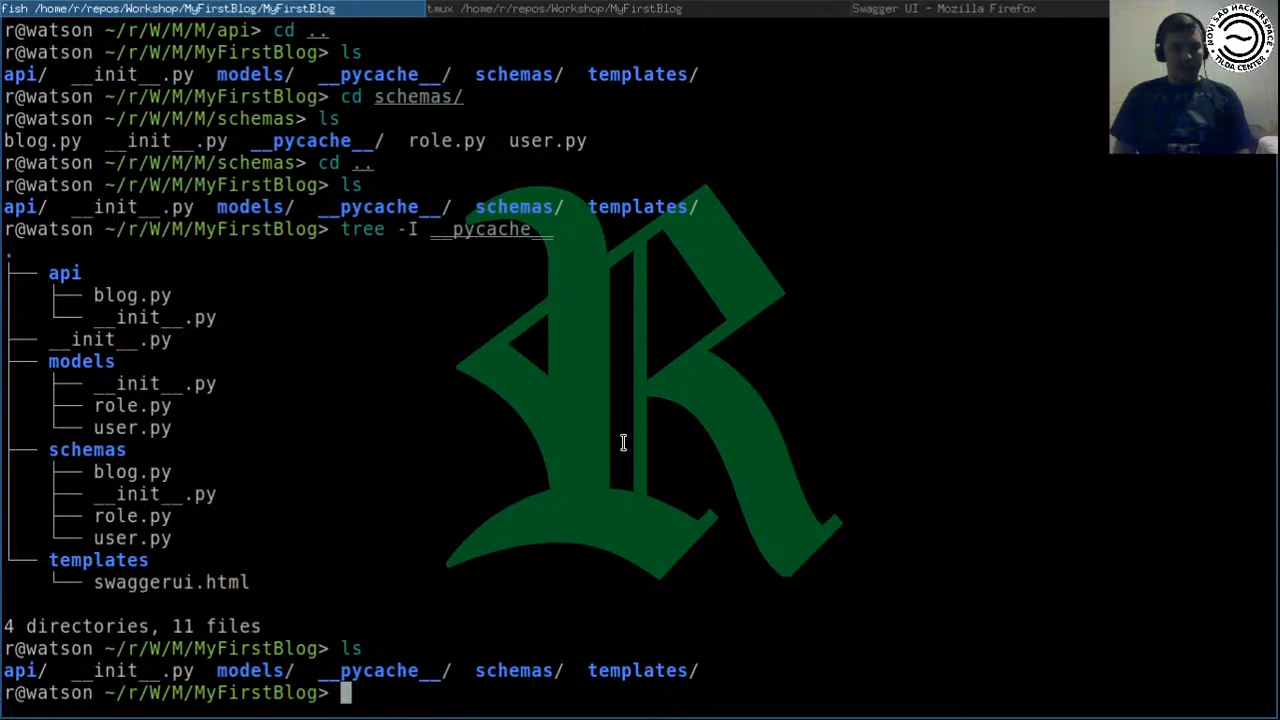 fish /home/r/repos/Workshop/MyFirstBlog/MyFirstBlog
tmux /home/r/repos/Workshop/MyFirstBlog
Swagger UI - Mozilla Firefox
NOVI SAD HACKERSPACE
TILDA CENTER
r@watson ~/r/W/M/M/api> cd ..
r@watson ~/r/W/M/MyFirstBlog> ls
api/  __init__.py  models/  __pycache__/  schemas/  templates/
r@watson ~/r/W/M/MyFirstBlog> cd schemas/
r@watson ~/r/W/M/M/schemas> ls
blog.py  __init__.py  __pycache__/  role.py  user.py
r@watson ~/r/W/M/M/schemas> cd ..
r@watson ~/r/W/M/MyFirstBlog> ls
api/  __init__.py  models/  __pycache__/  schemas/  templates/
r@watson ~/r/W/M/MyFirstBlog> tree -I __pycache__
.
├── api
│   ├── blog.py
│   └── __init__.py
├── __init__.py
├── models
│   ├── __init__.py
│   ├── role.py
│   └── user.py
├── schemas
│   ├── blog.py
│   ├── __init__.py
│   ├── role.py
│   └── user.py
└── templates
    └── swaggerui.html
4 directories, 11 files
r@watson ~/r/W/M/MyFirstBlog> ls
api/  __init__.py  models/  __pycache__/  schemas/  templates/
r@watson ~/r/W/M/MyFirstBlog>
R